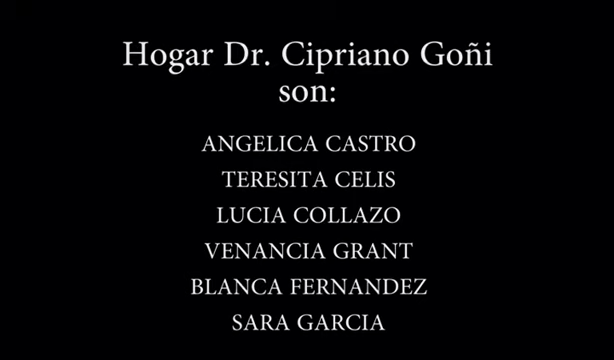 Hogar Dr. Cipriano Goñi
son:
ANGELICA CASTRO
TERESITA CELIS
LUCIA COLLAZO
VENANCIA GRANT
BLANCA FERNANDEZ
SARA GARCIA